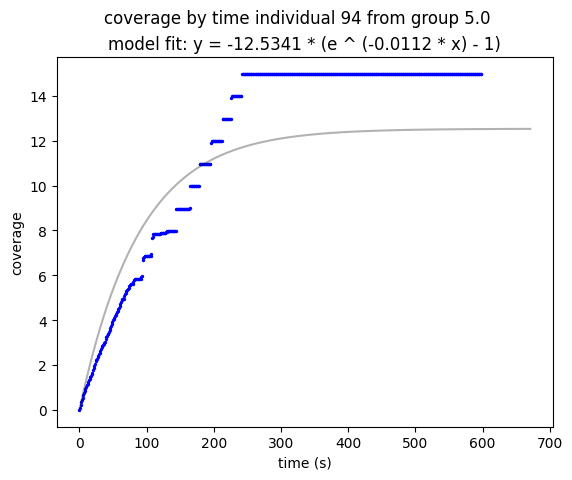 coverage by time individual 94 from group 5.0
model fit: y = -12.5341 * (e ^ (-0.0112 * x) - 1)
14
12
10
8
6
4
2
0
coverage
0 100 200 300 400 500 600 700
time (s)